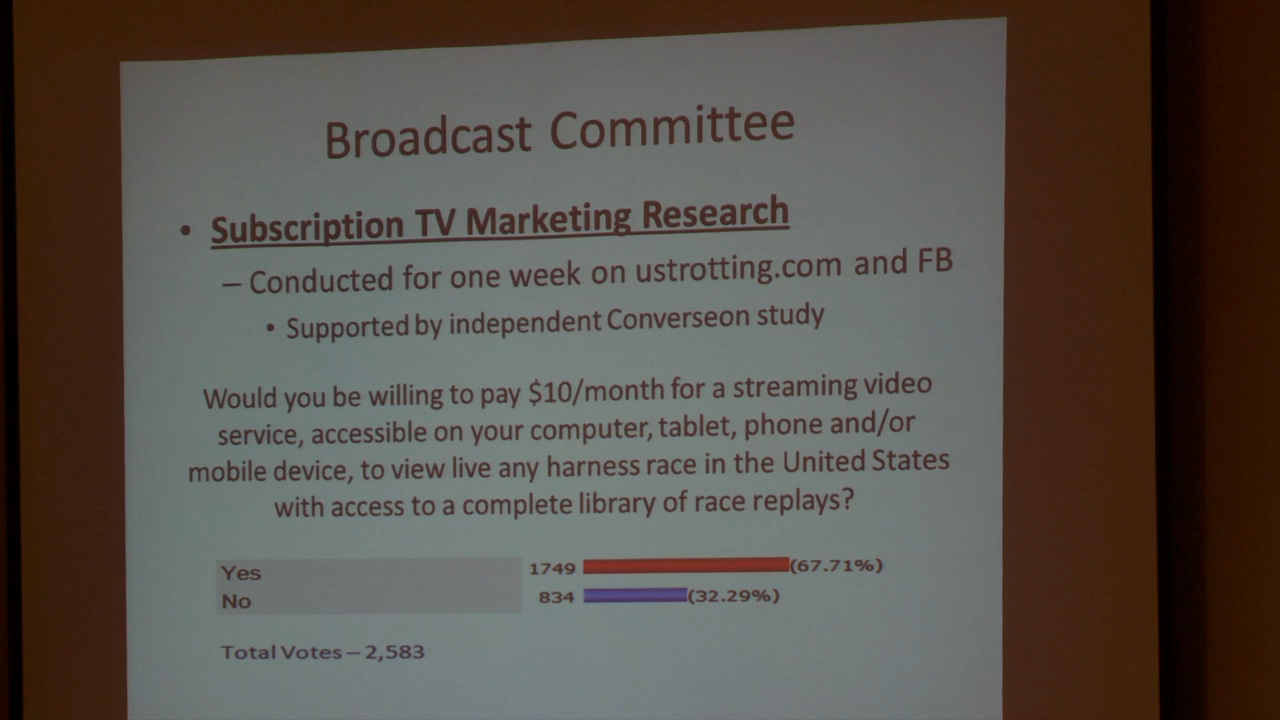 Broadcast Committee
• Subscription TV Marketing Research
– Conducted for one week on ustrotting.com and FB
• Supported by independent Converseon study
Would you be willing to pay $10/month for a streaming video
service, accessible on your computer, tablet, phone and/or
mobile device, to view live any harness race in the United States
with access to a complete library of race replays?
Yes 1749 (67.71%)
No 834 (32.29%)
Total Votes – 2,583